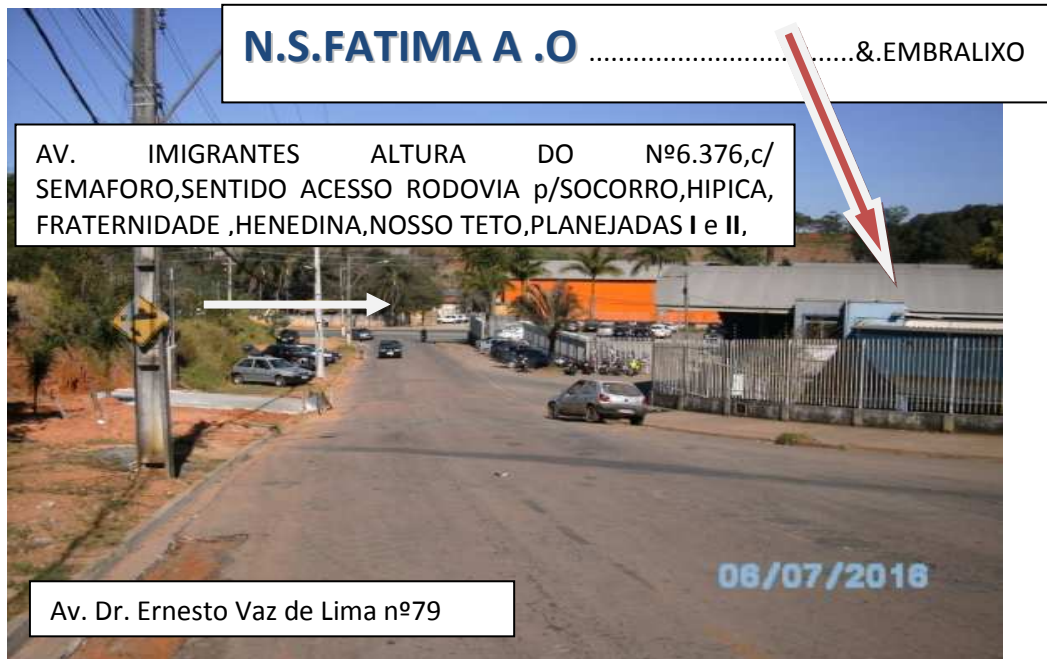 N.S.FATIMA A .O ....................................&.EMBRALIXO
AV. IMIGRANTES ALTURA DO Nº6.376,c/
SEMAFORO,SENTIDO ACESSO RODOVIA p/SOCORRO,HIPICA,
FRATERNIDADE ,HENEDINA,NOSSO TETO,PLANEJADAS I e II,
06/07/2016
Av. Dr. Ernesto Vaz de Lima nº79